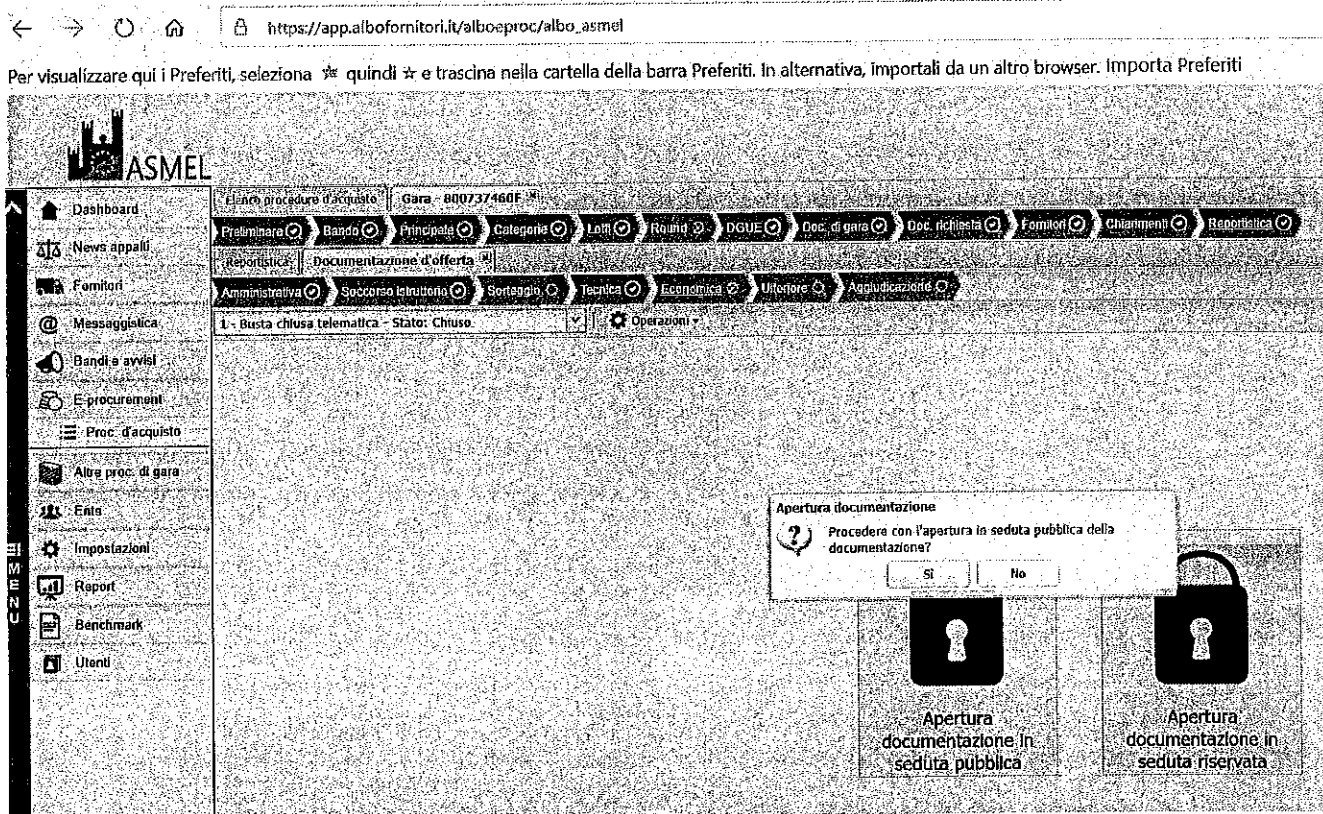 https://app.albofornitori.it/alboeproc/albo_asmel
Per visualizzare qui i Preferiti, seleziona quindi e trascina nella cartella della barra Preferiti. In alternativa, importali da un altro browser. Importa Preferiti
ASMEL
Dashboard
News appalti
Fornitori
Messaggistica
Bandi e avvisi
E-procurement
Proc. d'acquisto
Altre proc. di gara
Ente
Impostazioni
Report
Benchmark
Utenti
MENU
Elenco procedure d'acquisto Gara - 800737460F
Preliminare Bando Principale Categorie Lotti Round DGUE Doc. di gara Doc. richiesta Fornitori Chiarimenti Reportistica
Reportistica Documentazione d'offerta
Amministrativa Soccorso istruttorio Sorteggio Tecnica Economica Ulteriore Aggiudicazione
1 - Busta chiusa telematica - Stato: Chiuso. Operazioni
Apertura documentazione
Procedere con l'apertura in seduta pubblica della
documentazione?
Sì No
Apertura
documentazione in
seduta pubblica
Apertura
documentazione in
seduta riservata